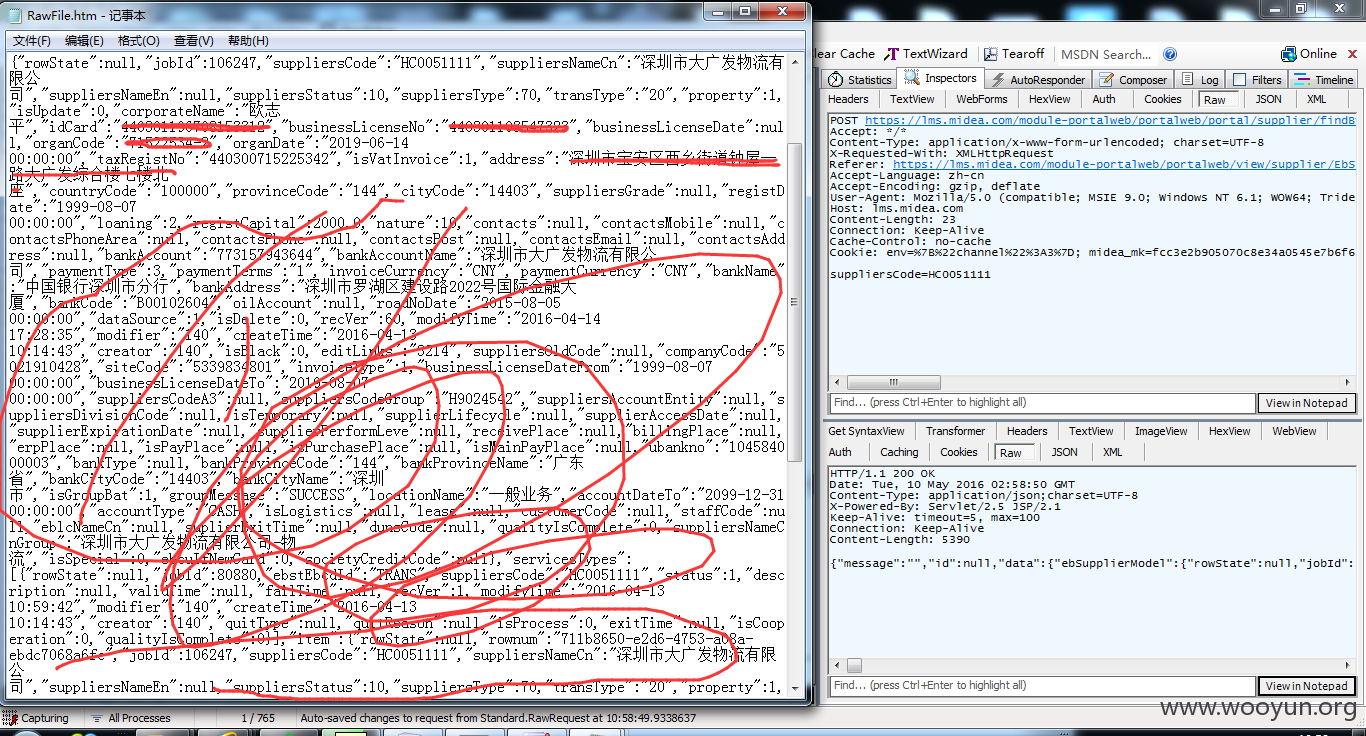 RawFile.htm - 记事本
文件(F) 编辑(E) 格式(O) 查看(V) 帮助(H)
{"rowState":null,"jobId":106247,"suppliersCode":"HC0051111","suppliersNameCn":"深圳市大广发物流有限公
司","suppliersNameEn":null,"suppliersStatus":10,"suppliersType":70,"transType":"20","property":1,
"isUpdate":0,"corporateName":"欧志
平","idCard":" ","businessLicenseNo":" ","businessLicenseDate":nu
ll,"organCode":" ","organDate":"2019-06-14
00:00:00","taxRegistNo":"440300715225342","isVatInvoice":1,"address":"
座","countryCode":"100000","provinceCode":"144","cityCode":"14403","suppliersGrade":null,"registD
ate":"1999-08-07
00:00:00","loaning":2,"registCapital":2000.0,"nature":10,"contacts":null,"contactsMobile":null,"c
ontactsPhoneArea":null,"contactsPhone":null,"contactsPost":null,"contactsEmail":null,"contactsAdd
ress":null,"bankAccount":"773157943644","bankAccountName":"深圳市大广发物流有限公
司","paymentType":3,"paymentTerms":"1","invoiceCurrency":"CNY","paymentCurrency":"CNY","bankName"
:"中国银行深圳市分行","bankAddress":"深圳市罗湖区建设路2022号国际金融大
厦","bankCode":"B00102604","oilAccount":null,"roadNoDate":"2015-08-05
00:00:00","dataSource":1,"isDelete":0,"recVer":60,"modifyTime":"2016-04-14
17:28:35","modifier":"140","createTime":"2016-04-13
10:14:43","creator":"140","isBlack":0,"editLinks":"3214","suppliersOldCode":null,"companyCode":"5
021910428","siteCode":"5339834801","invoiceType":1,"businessLicenseDateFrom":"1999-08-07
00:00:00","businessLicenseDateTo":"2019-08-07
00:00:00","suppliersCodeA3":null,"suppliersCodeGroup":"H9024542","suppliersAccountEntity":null,"s
uppliersDivisionCode":null,"isTemporary":null,"supplierLifecycle":null,"supplierAccessDate":null,
"supplierExpirationDate":null,"supplierPerformLeve":null,"receivePlace":null,"billingPlace":null,
"erpPlace":null,"isPayPlace":null,"isPurchasePlace":null,"isMainPayPlace":null,"ubankno":"1045840
00003","bankType":null,"bankProvinceCode":"144","bankProvinceName":"广东
省","bankCityCode":"14403","bankCityName":"深圳
市","isGroupBat":1,"groupMessage":"SUCCESS","locationName":"一般业务","accountDateTo":"2099-12-31
00:00:00","accountType":"CASH","isLogistics":null,"lease":null,"customerCode":null,"staffCode":nu
ll,"eblcNameCn":null,"suplierExitTime":null,"dunsCode":null,"qualityIsComplete":0,"suppliersNameC
nGroup":"深圳市大广发物流有限公司-物
流","isSpecial":0, :0,"societyCreditCode":null},"servicesTypes":
[{"rowState":null,"jobId":80880,"ebstEbcdId":"TRANS","suppliersCode":"HC0051111","status":1,"desc
ription":null,"validTime":null,"failTime":null,"recVer":1,"modifyTime":"2016-04-13
10:59:42","modifier":"140","createTime":"2016-04-13
10:14:43","creator":"140","quitType":null,"quitReason":null,"isProcess":0,"exitTime":null,"isCoop
eration":0,"qualityIsComplete":0}],"item":{"rowState":null,"rownum":"711b8650-e2d6-4753-a08a-
ebdc7068a6fc","jobId":106247,"suppliersCode":"HC0051111","suppliersNameCn":"深圳市大广发物流有限
公
司","suppliersNameEn":null,"suppliersStatus":10,"suppliersType":70,"transType":"20","property":1,
lear Cache TextWizard Tearoff MSDN Search... Online
Statistics Inspectors AutoResponder Composer Log Filters Timeline
Headers TextView WebForms HexView Auth Cookies Raw JSON XML
POST https://lms.midea.com/module-portalweb/portalweb/portal/supplier/findB
Accept: */*
Content-Type: application/x-www-form-urlencoded; charset=UTF-8
X-Requested-With: XMLHttpRequest
Referer: https://lms.midea.com/module-portalweb/portalweb/view/supplier/EbS
Accept-Language: zh-cn
Accept-Encoding: gzip, deflate
User-Agent: Mozilla/5.0 (compatible; MSIE 9.0; Windows NT 6.1; WOW64; Tride
Host: lms.midea.com
Content-Length: 23
Connection: Keep-Alive
Cache-Control: no-cache
Cookie: env=%7B%22channel%22%3A3%7D; midea_mk=fcc3e2b905070c8e34a0545e7b6f6
suppliersCode=HC0051111
Find... (press Ctrl+Enter to highlight all) View in Notepad
Get SyntaxView Transformer Headers TextView ImageView HexView WebView
Auth Caching Cookies Raw JSON XML
HTTP/1.1 200 OK
Date: Tue, 10 May 2016 02:58:50 GMT
Content-Type: application/json;charset=UTF-8
X-Powered-By: Servlet/2.5 JSP/2.1
Keep-Alive: timeout=5, max=100
Connection: Keep-Alive
Content-Length: 5390
{"message":"","id":null,"data":{"ebSupplierModel":{"rowState":null,"jobId":
Find... (press Ctrl+Enter to highlight all) View in Notepad
Capturing All Processes 1 / 765 Auto-saved changes to request from Standard.RawRequest at 10:58:49.9338637
www.wooyun.org